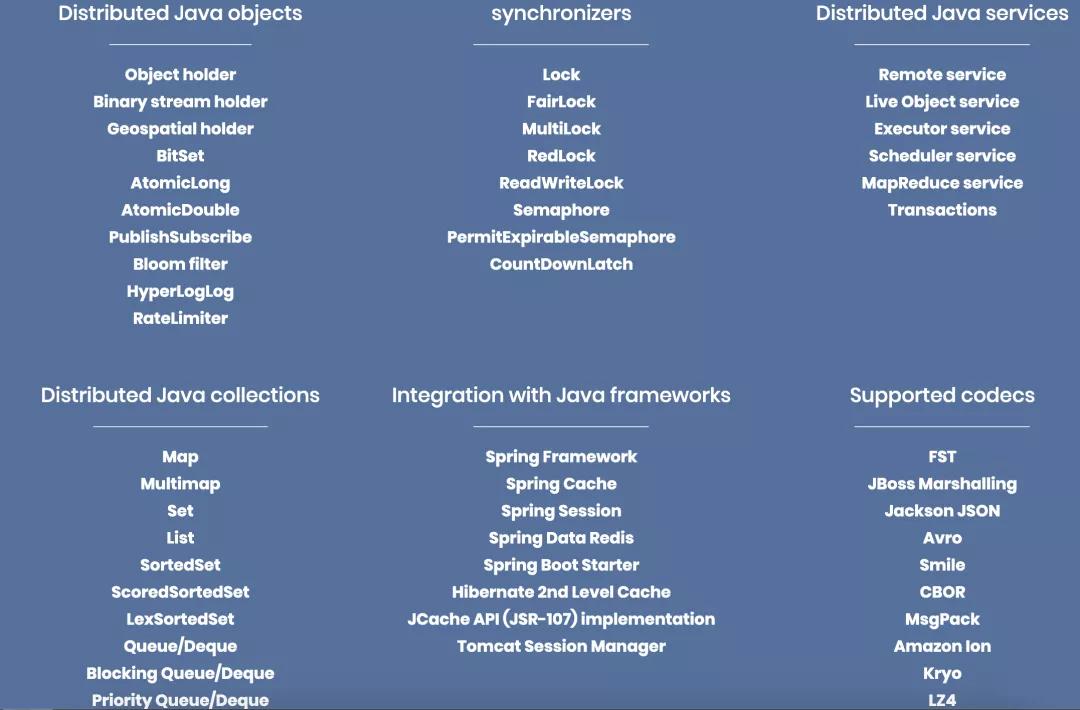 Distributed Java objects
Object holder
Binary stream holder
Geospatial holder
BitSet
AtomicLong
AtomicDouble
PublishSubscribe
Bloom filter
HyperLogLog
RateLimiter
synchronizers
Lock
FairLock
MultiLock
RedLock
ReadWriteLock
Semaphore
PermitExpirableSemaphore
CountDownLatch
Distributed Java services
Remote service
Live Object service
Executor service
Scheduler service
MapReduce service
Transactions
Distributed Java collections
Map
Multimap
Set
List
SortedSet
ScoredSortedSet
LexSortedSet
Queue/Deque
Blocking Queue/Deque
Priority Queue/Deque
Integration with Java frameworks
Spring Framework
Spring Cache
Spring Session
Spring Data Redis
Spring Boot Starter
Hibernate 2nd Level Cache
JCache API (JSR-107) implementation
Tomcat Session Manager
Supported codecs
FST
JBoss Marshalling
Jackson JSON
Avro
Smile
CBOR
MsgPack
Amazon Ion
Kryo
LZ4